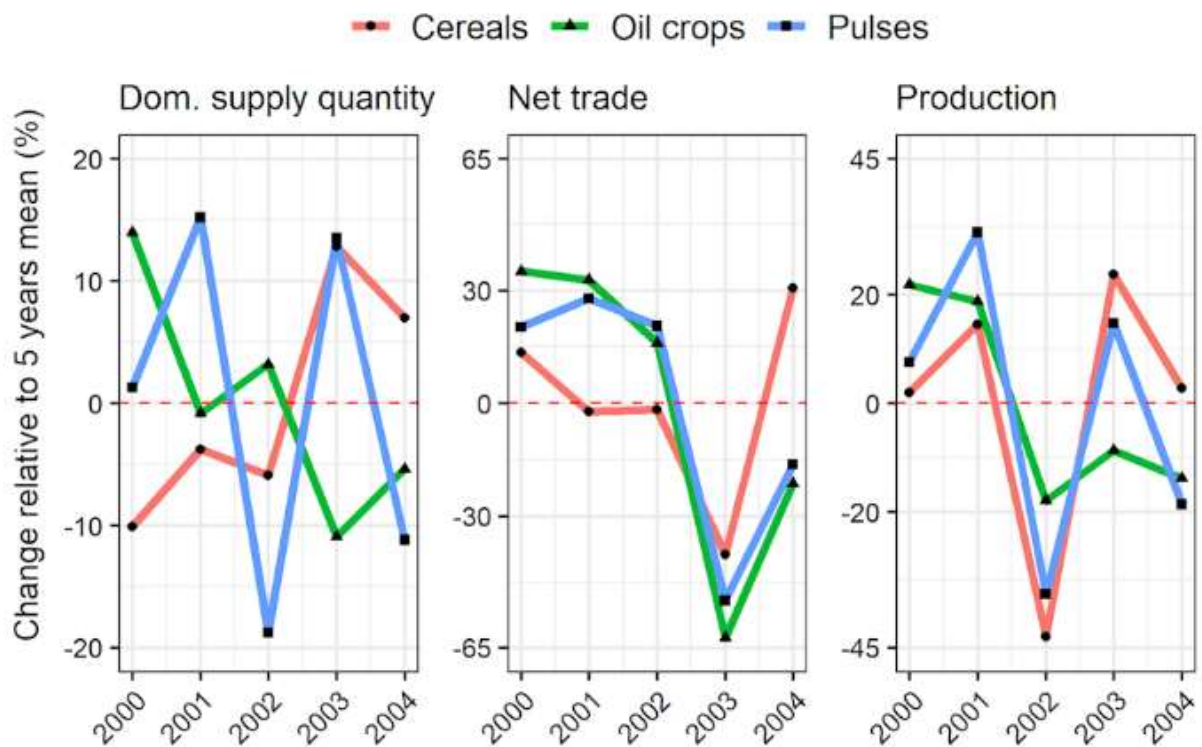 Cereals Oil crops Pulses
Dom. supply quantity Net trade Production
Change relative to 5 years mean (%)
20
10
0
-10
-20
65
30
0
-30
-65
45
20
0
-20
-45
2000 2001 2002 2003 2004
2000 2001 2002 2003 2004
2000 2001 2002 2003 2004